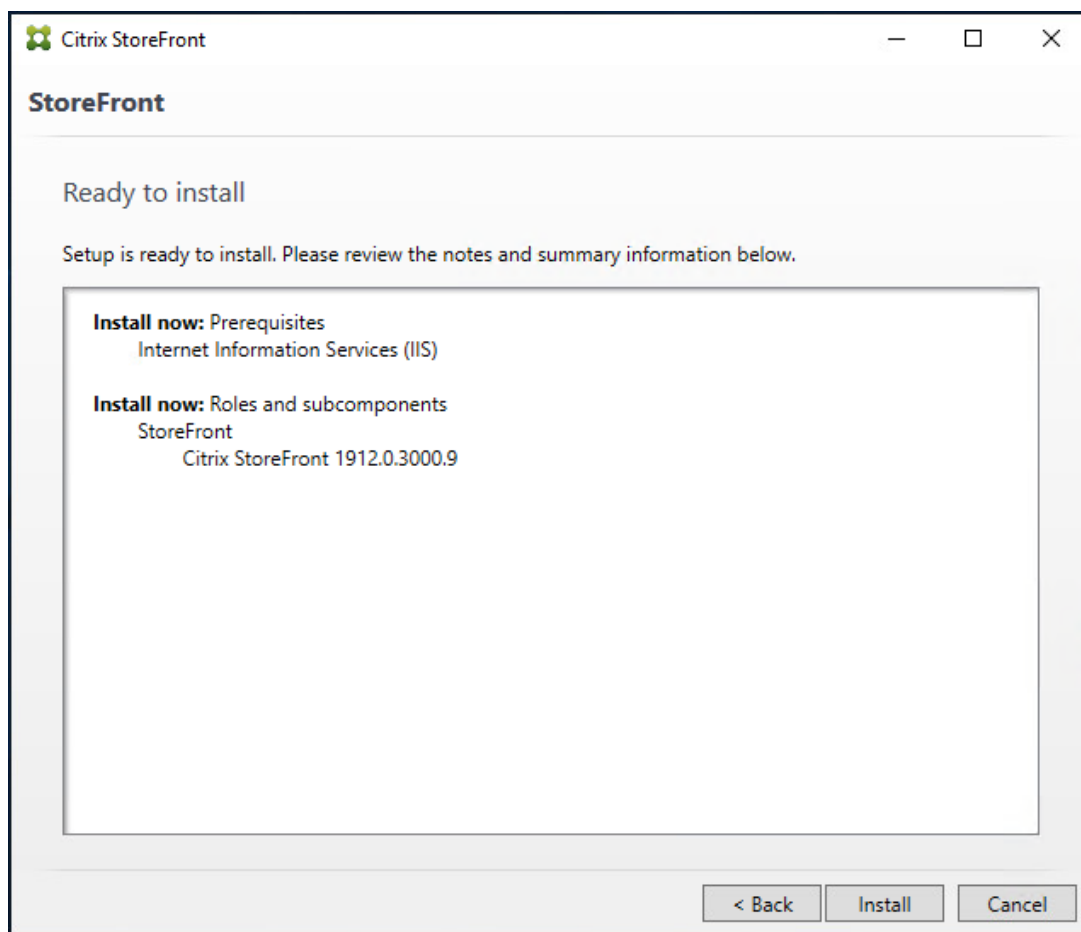 Citrix StoreFront
StoreFront
Ready to install
Setup is ready to install. Please review the notes and summary information below.
Install now: Prerequisites
Internet Information Services (IIS)
Install now: Roles and subcomponents
StoreFront
Citrix StoreFront 1912.0.3000.9
< Back Install Cancel